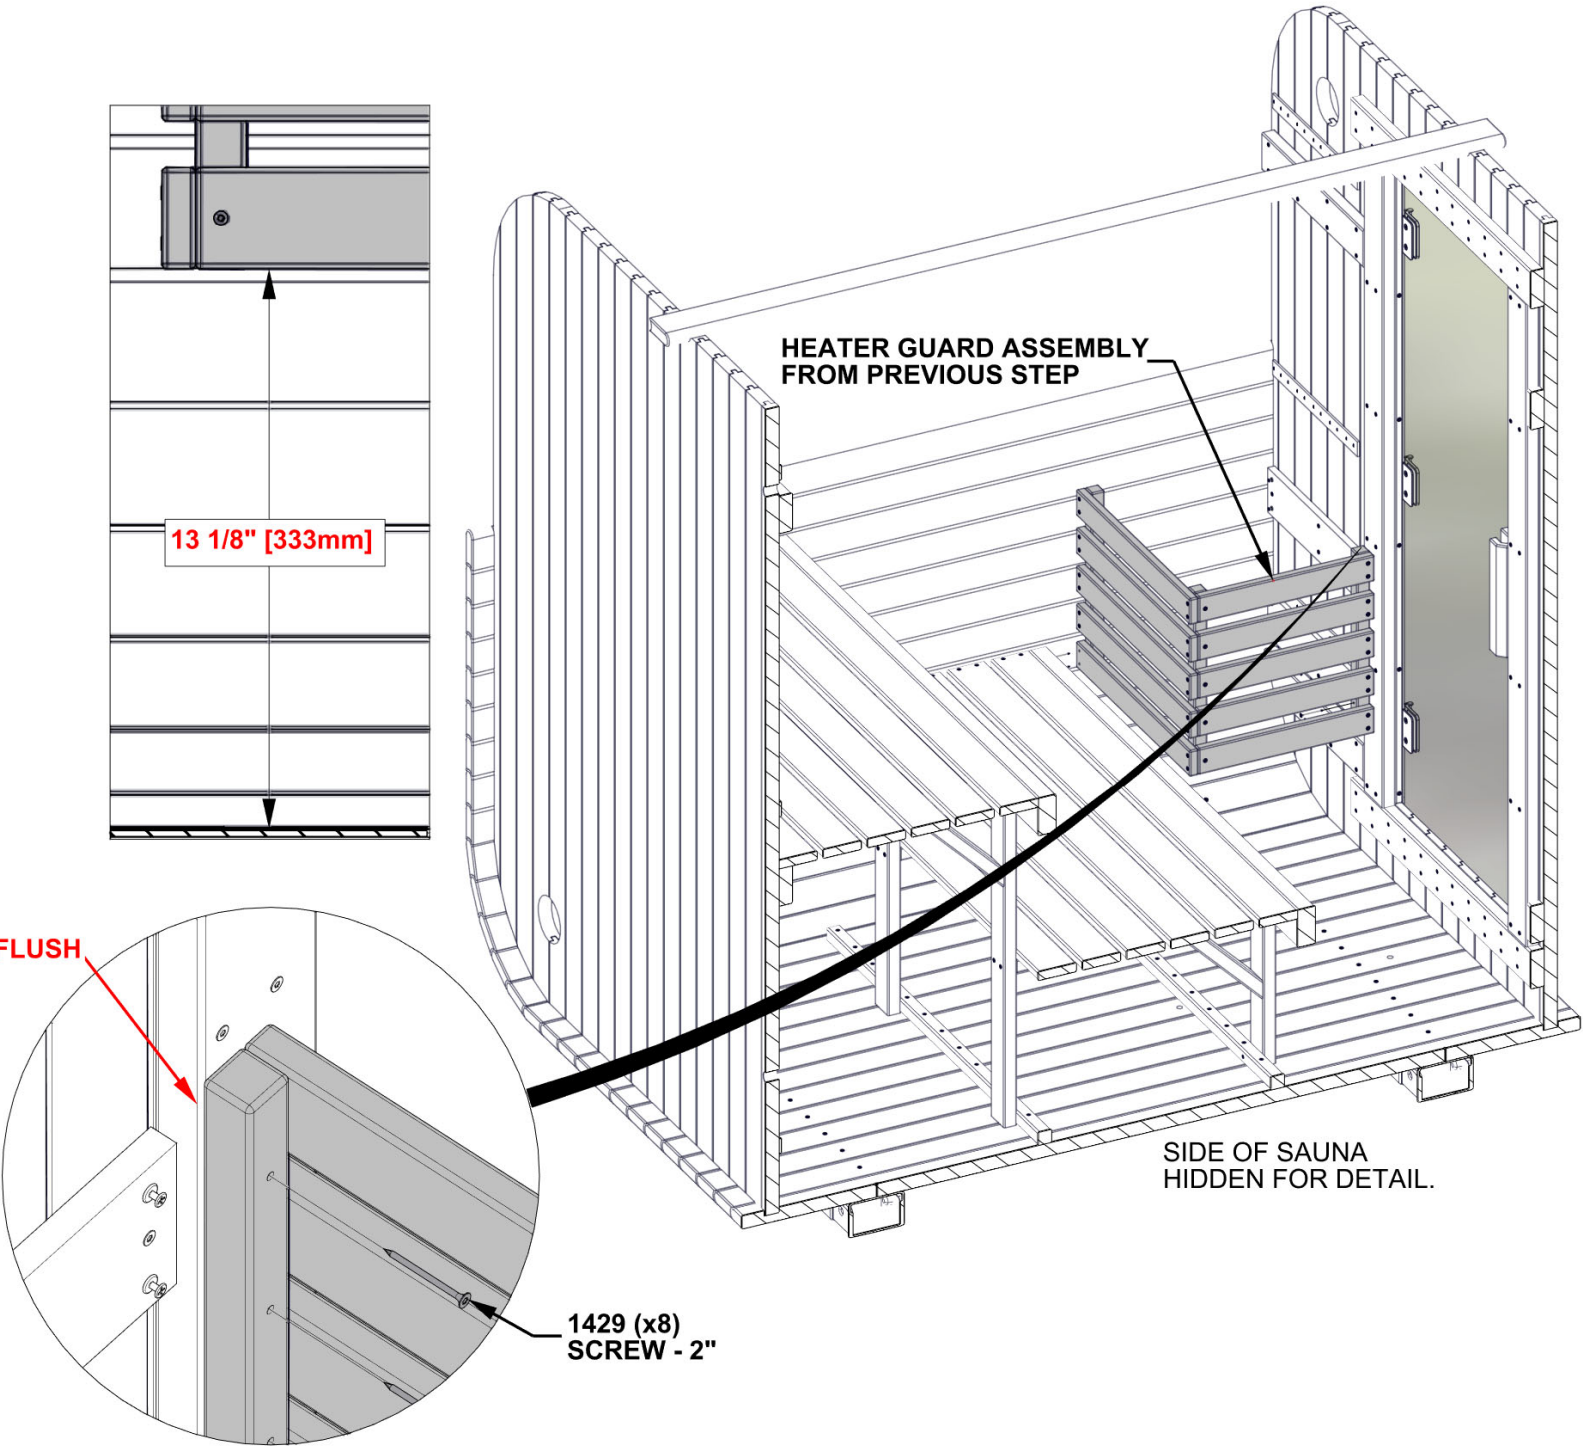 HEATER GUARD ASSEMBLY
FROM PREVIOUS STEP
13 1/8" [333mm]
FLUSH
SIDE OF SAUNA
HIDDEN FOR DETAIL.
1429 (x8)
SCREW - 2"